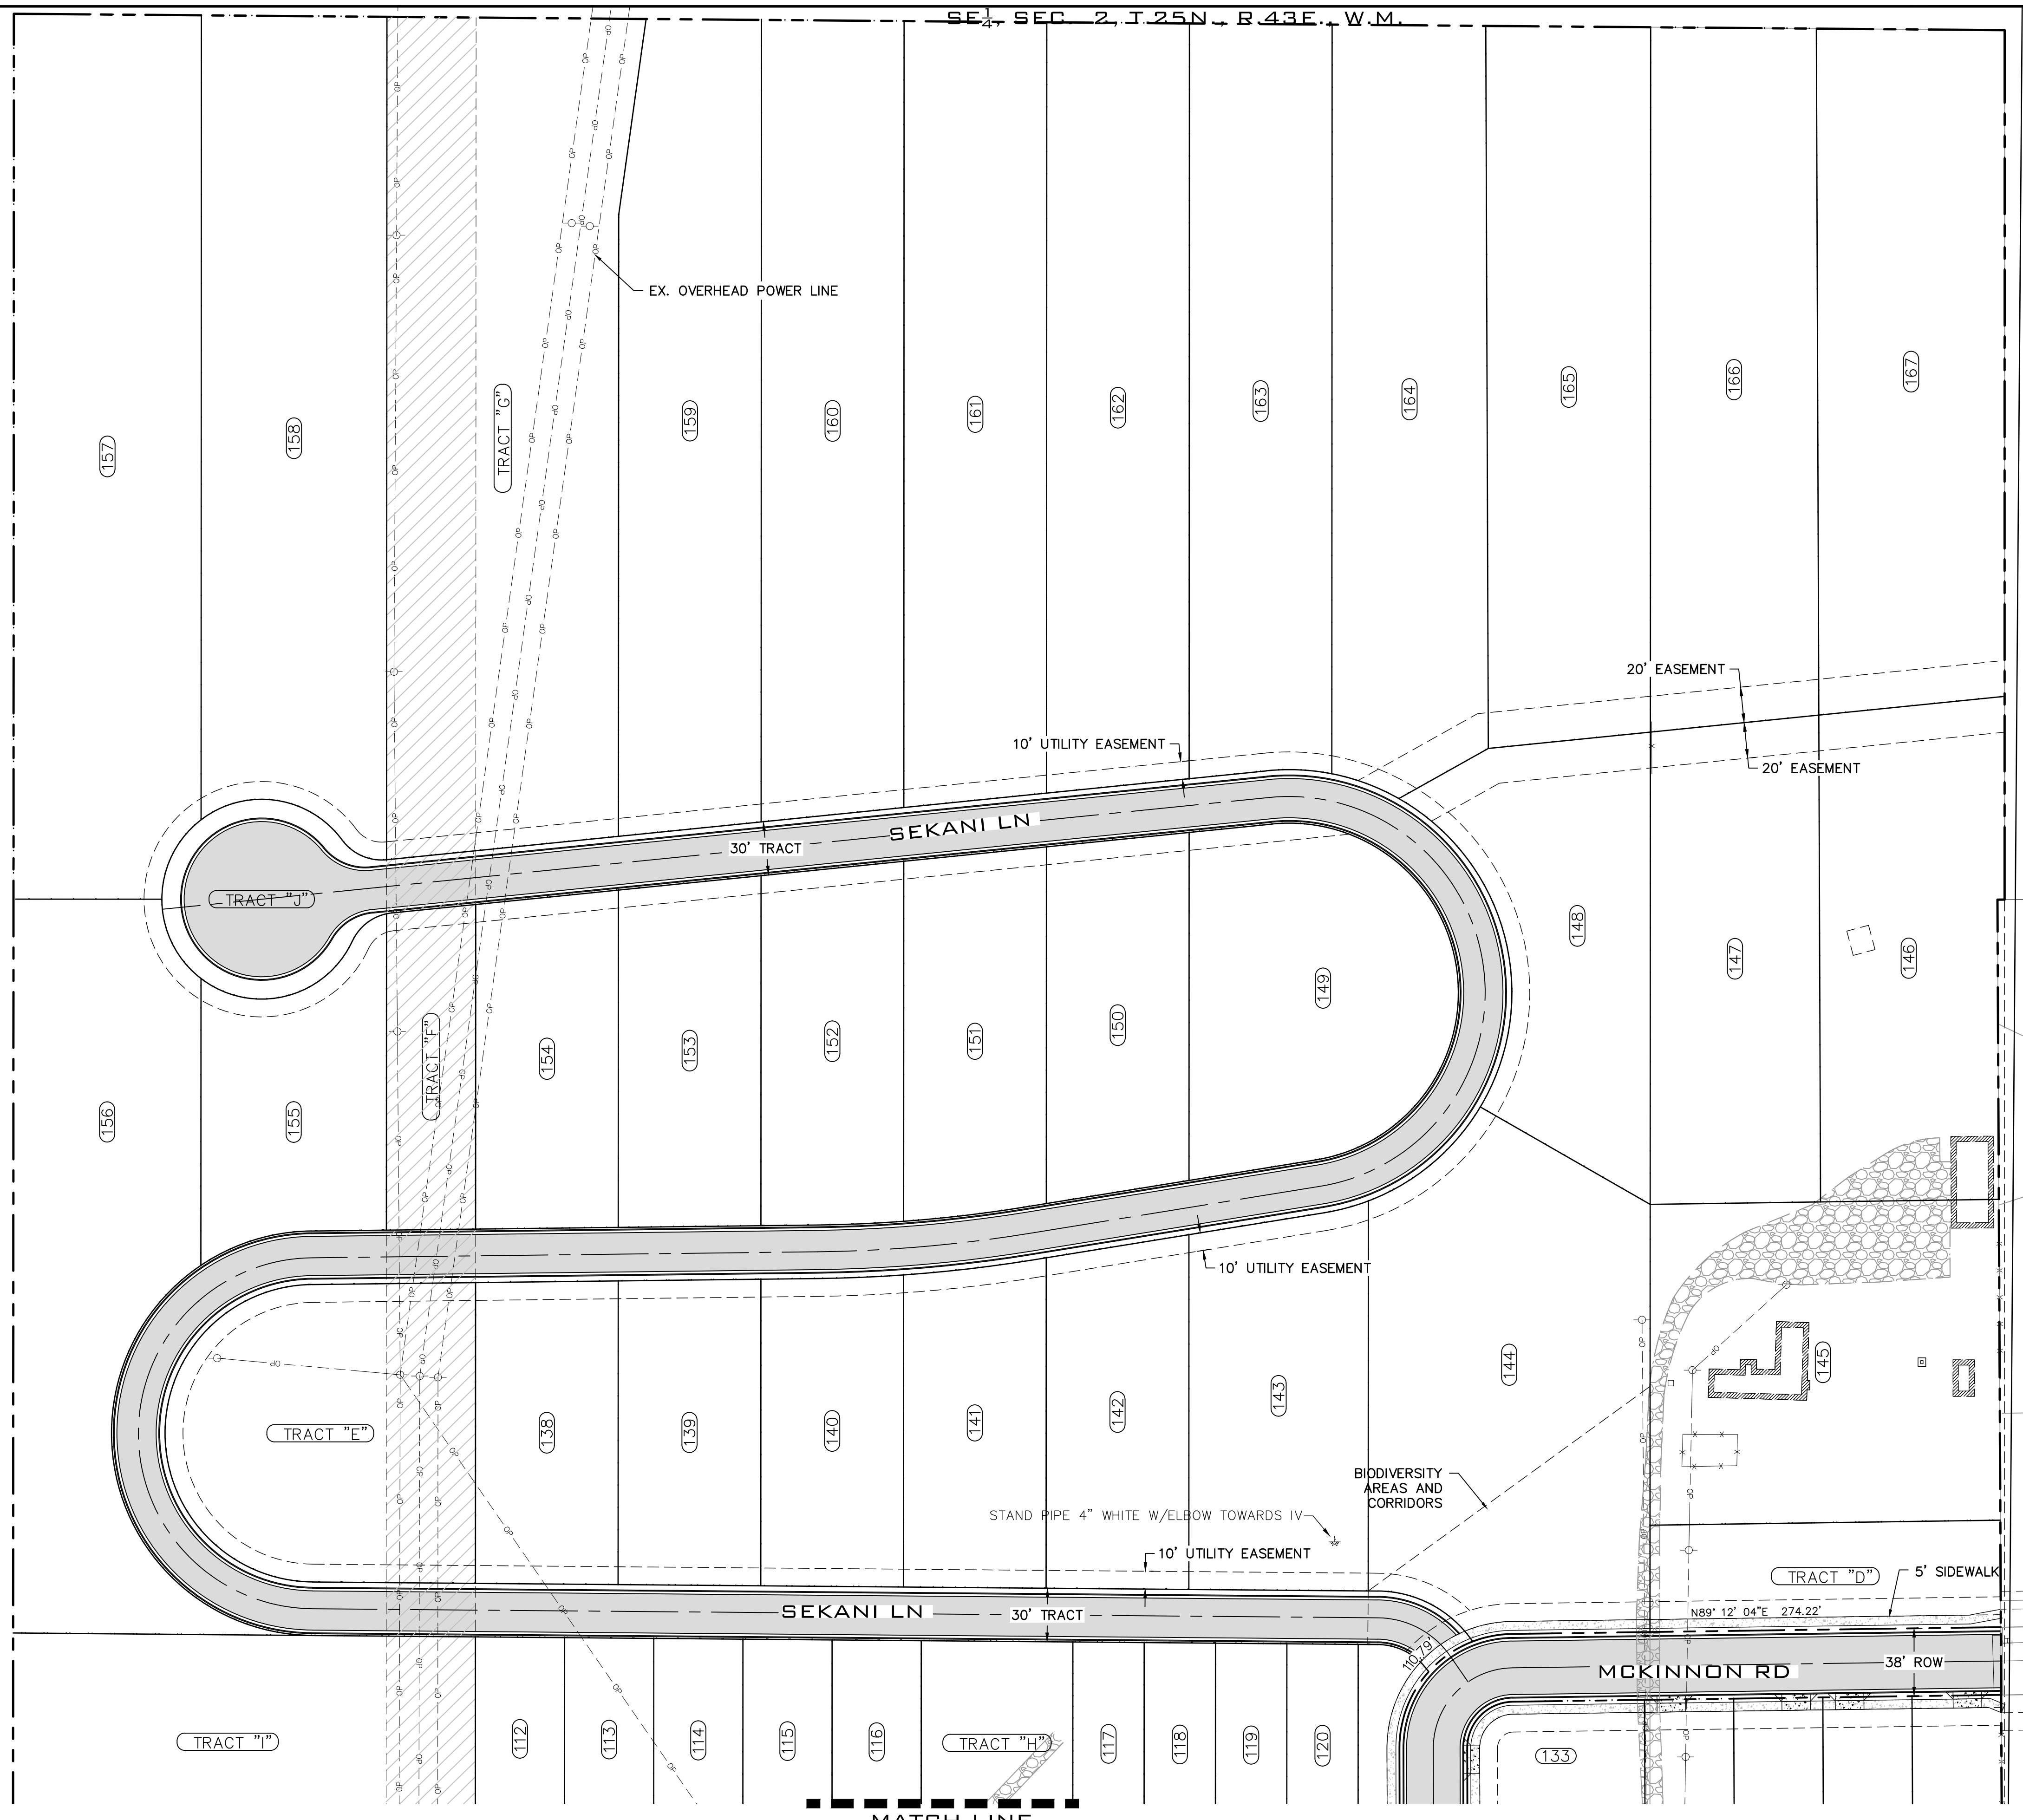 SE 1/4, SEC. 2, T.25N., R.43E., W.M.
EX. OVERHEAD POWER LINE
157
158
TRACT "G"
159
160
161
162
163
164
165
166
167
20' EASEMENT
20' EASEMENT
10' UTILITY EASEMENT
SEKANI LN
30' TRACT
TRACT "J"
156
155
TRACT "F"
154
153
152
151
150
149
148
147
146
10' UTILITY EASEMENT
TRACT "E"
138
139
140
141
142
143
144
145
BIODIVERSITY
AREAS AND
CORRIDORS
STAND PIPE 4" WHITE W/ELBOW TOWARDS IV
10' UTILITY EASEMENT
TRACT "D"
5' SIDEWALK
N89° 12' 04"E 274.22'
SEKANI LN
30' TRACT
110.79'
MCKINNON RD
38' ROW
TRACT "I"
112
113
114
115
116
TRACT "H"
117
118
119
120
133
MATCH LINE